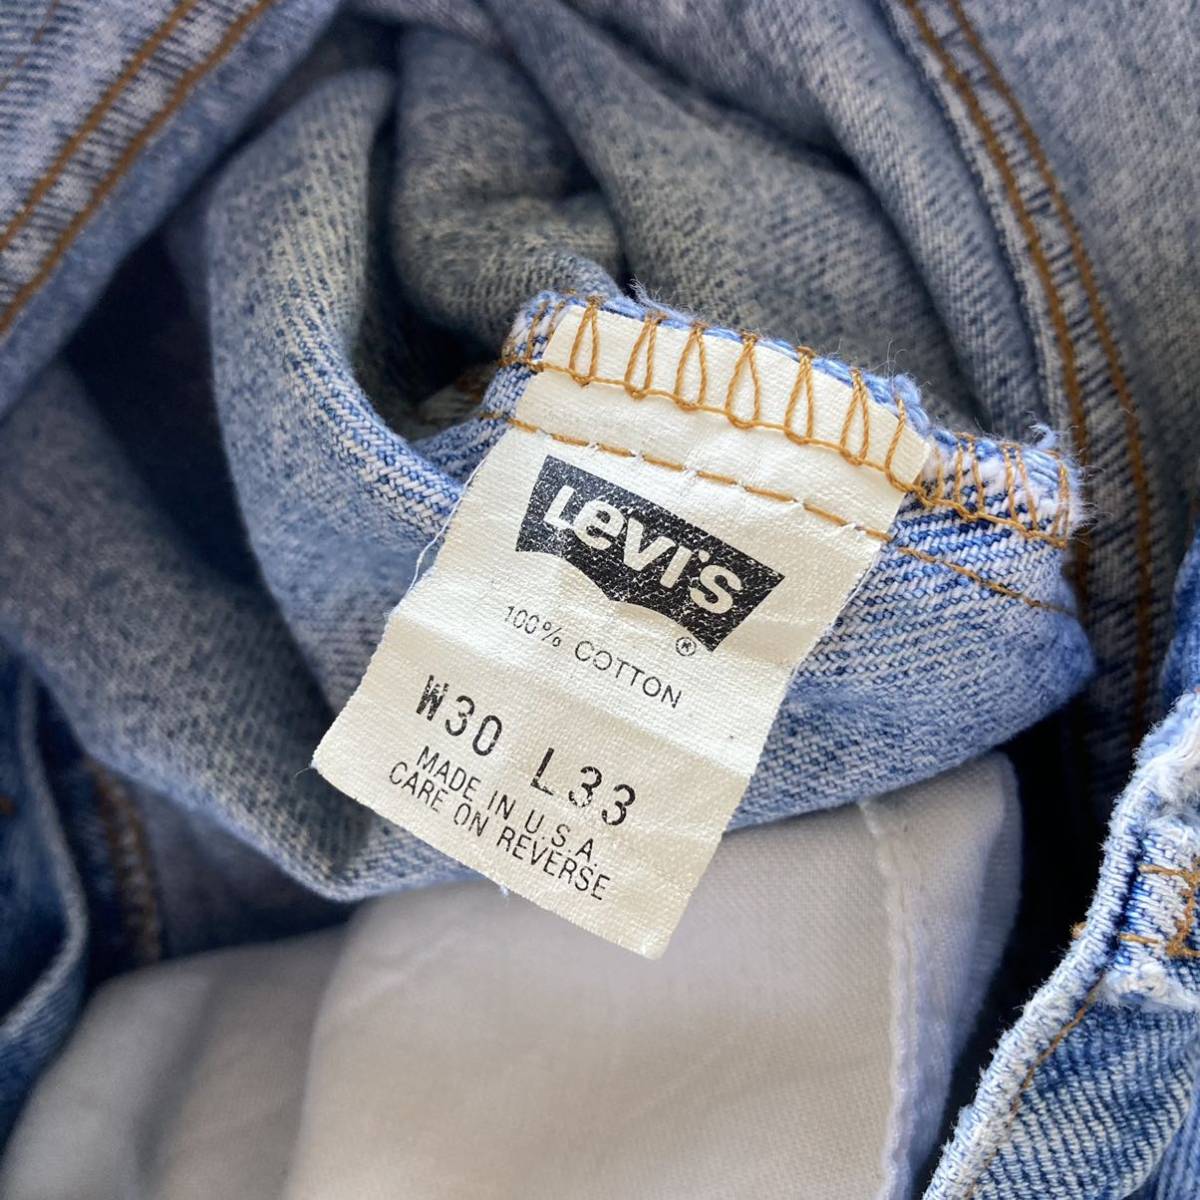 Levi's ®
100% COTTON
W30 L33
MADE IN U.S.A.
CARE ON REVERSE